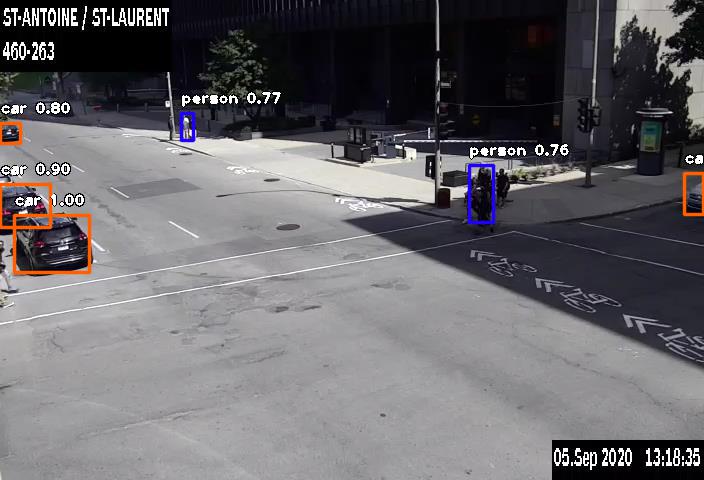 ST-ANTOINE / ST-LAURENT
460-263
car 0.80
person 0.77
person 0.76
car 0.90
ca
car 1.00
05.Sep 2020 13:18:35